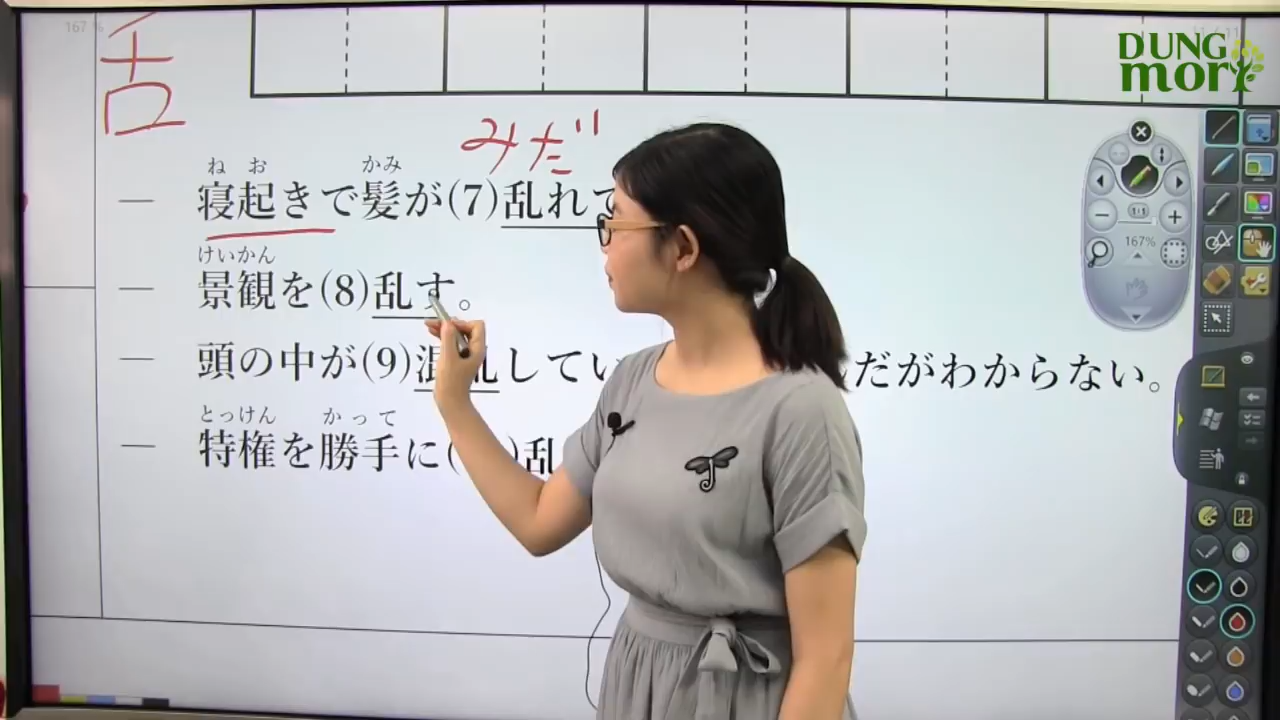 DUNG
mori
167 %
舌
みだ
ね お かみ
寝起きで髪が(7)乱れて
けいかん
景観を(8)乱す。
頭の中が(9)混乱してい だがわからない。
とっけん かって
特権を勝手に( )乱
1:1
167%